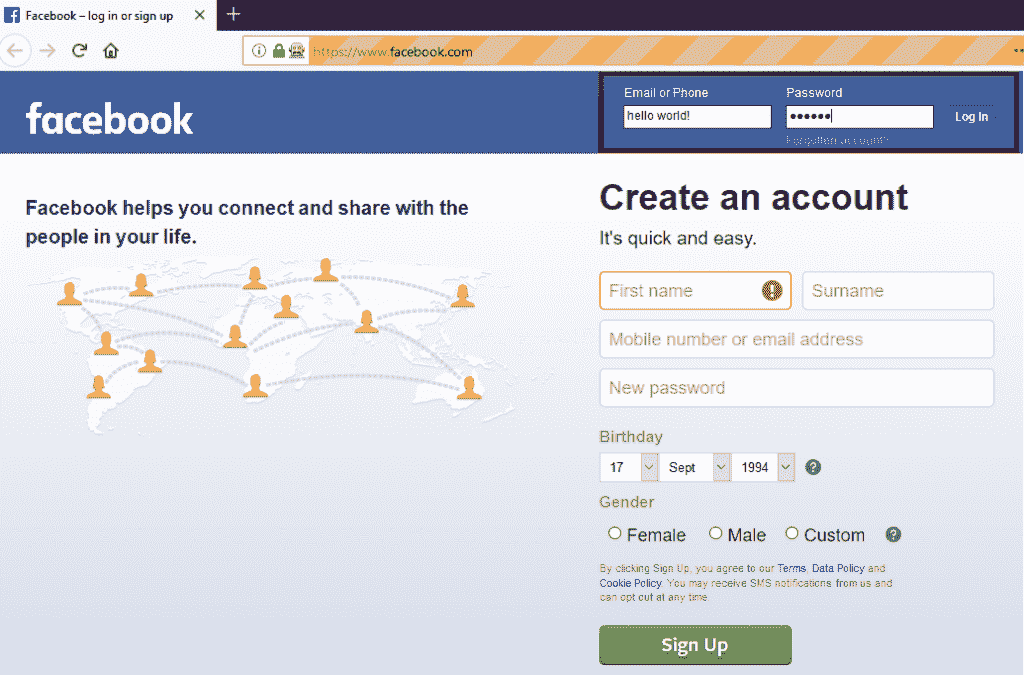 Facebook – log in or sign up
https://www.facebook.com
facebook
Email or Phone
Password
hello world!
••••••
Log In
Forgotten account?
Facebook helps you connect and share with the
people in your life.
Create an account
It's quick and easy.
First name
Surname
Mobile number or email address
New password
Birthday
17 Sept 1994
Gender
Female Male Custom
By clicking Sign Up, you agree to our Terms, Data Policy and
Cookie Policy. You may receive SMS notifications from us and
can opt out at any time.
Sign Up